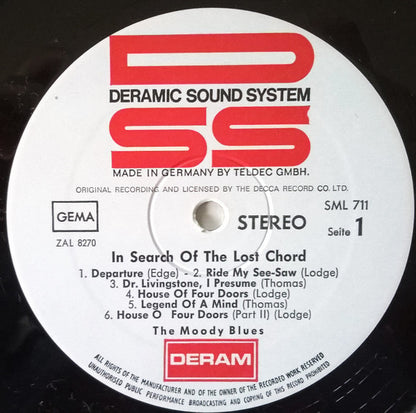 D
DERAMIC SOUND SYSTEM
SS
MADE IN GERMANY BY TELDEC GMBH.
ORIGINAL RECORDING AND LICENSED BY THE DECCA RECORD CO. LTD.
GEMA
ZAL 8270
STEREO
SML 711
Seite 1
In Search Of The Lost Chord
1. Departure (Edge) - 2. Ride My See-Saw (Lodge)
3. Dr. Livingstone, I Presume (Thomas)
4. House Of Four Doors (Lodge)
5. Legend Of A Mind (Thomas)
6. House O Four Doors (Part II) (Lodge)
The Moody Blues
DERAM
ALL RIGHTS OF THE MANUFACTURER AND OF THE OWNER OF THE RECORDED WORK RESERVED
UNAUTHORISED PUBLIC PERFORMANCE BROADCASTING AND COPYING OF THIS RECORD PROHIBITED